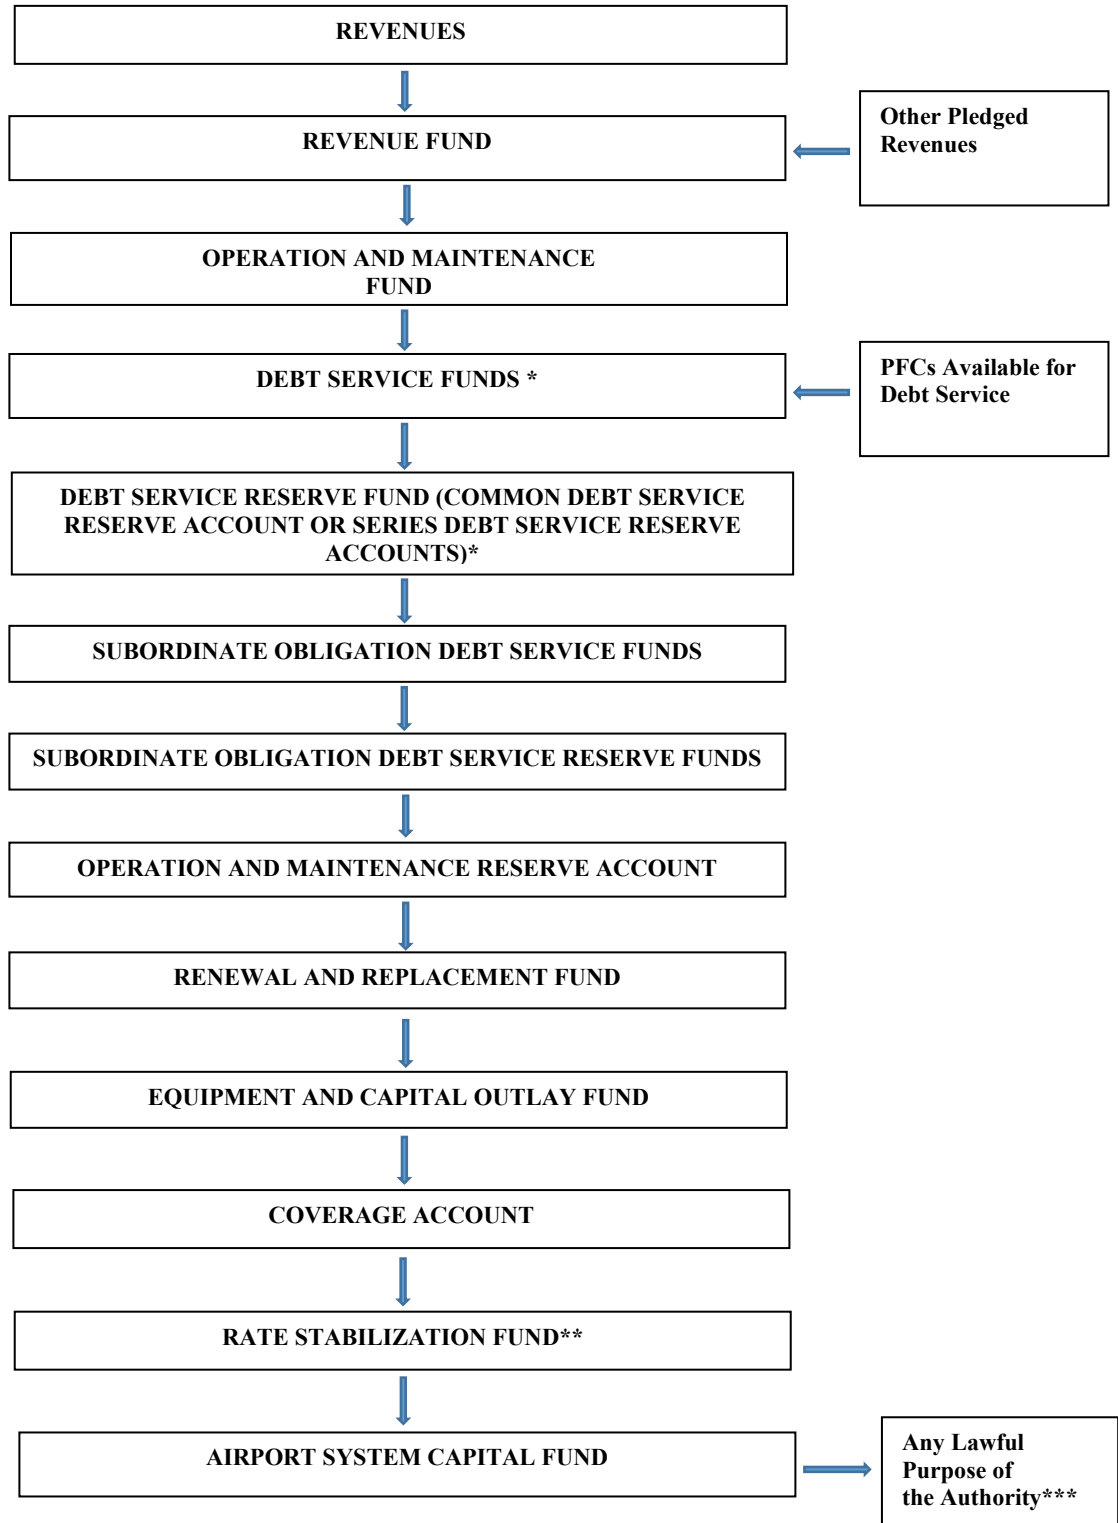 REVENUES
REVENUE FUND
Other Pledged
Revenues
OPERATION AND MAINTENANCE
FUND
DEBT SERVICE FUNDS *
PFCs Available for
Debt Service
DEBT SERVICE RESERVE FUND (COMMON DEBT SERVICE
RESERVE ACCOUNT OR SERIES DEBT SERVICE RESERVE
ACCOUNTS)*
SUBORDINATE OBLIGATION DEBT SERVICE FUNDS
SUBORDINATE OBLIGATION DEBT SERVICE RESERVE FUNDS
OPERATION AND MAINTENANCE RESERVE ACCOUNT
RENEWAL AND REPLACEMENT FUND
EQUIPMENT AND CAPITAL OUTLAY FUND
COVERAGE ACCOUNT
RATE STABILIZATION FUND**
AIRPORT SYSTEM CAPITAL FUND
Any Lawful
Purpose of
the Authority***